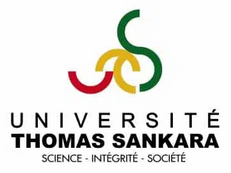 UNIVERSITÉ
THOMAS SANKARA
SCIENCE - INTÉGRITÉ - SOCIÉTÉ